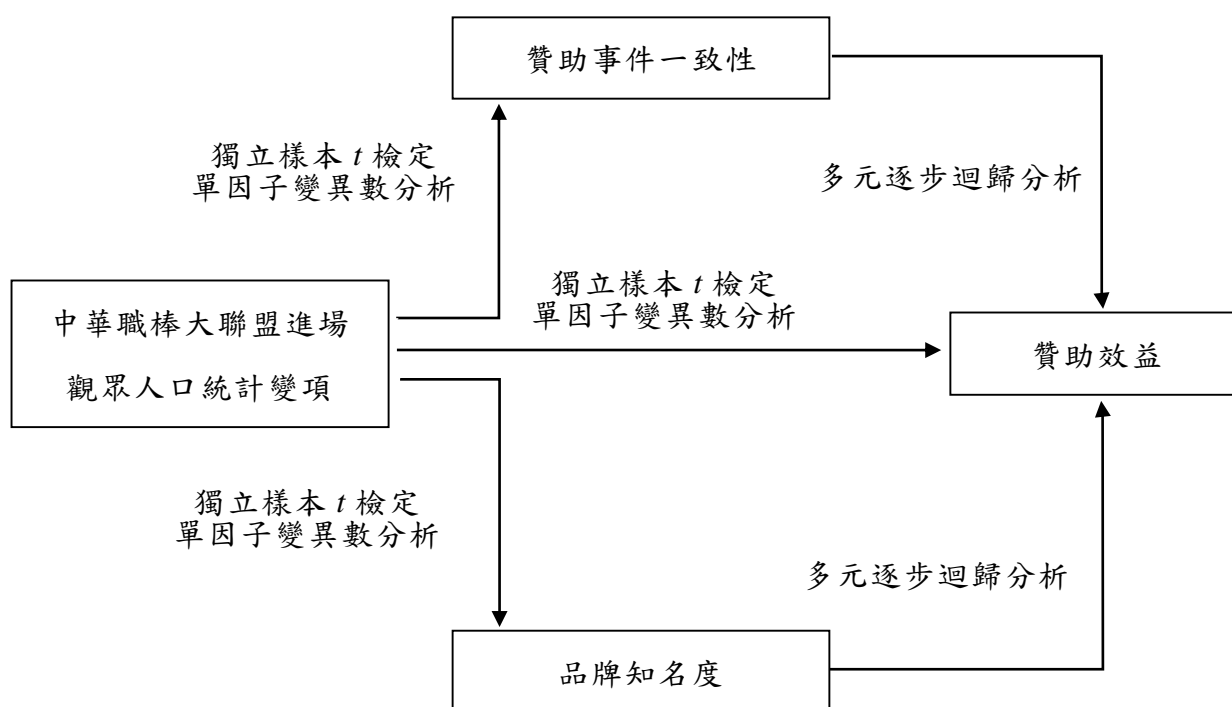 贊助事件一致性
獨立樣本 t 檢定
單因子變異數分析
多元逐步迴歸分析
中華職棒大聯盟進場
觀眾人口統計變項
獨立樣本 t 檢定
單因子變異數分析
贊助效益
獨立樣本 t 檢定
單因子變異數分析
多元逐步迴歸分析
品牌知名度